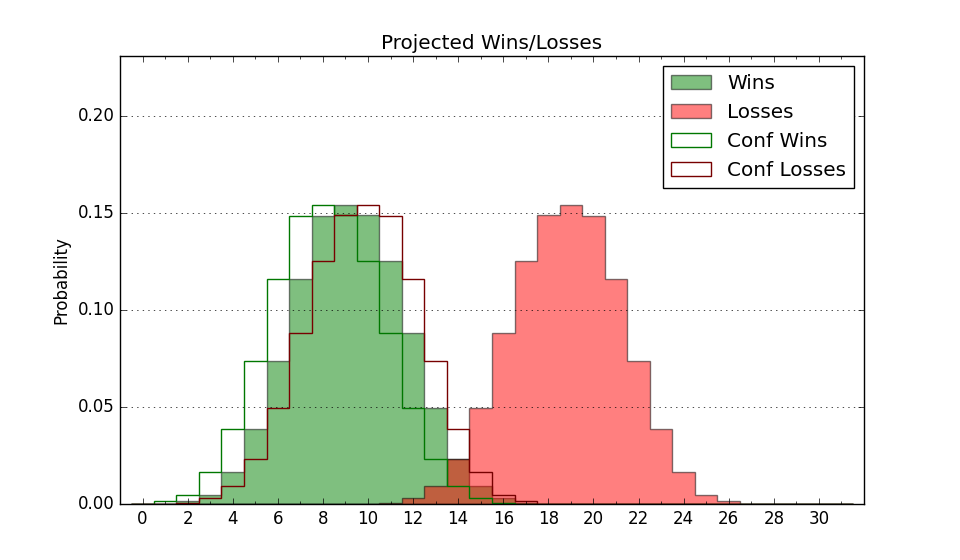 Projected Wins/Losses
Wins
Losses
Conf Wins
Conf Losses
Probability
0.20
0.15
0.10
0.05
0.00
0 2 4 6 8 10 12 14 16 18 20 22 24 26 28 30